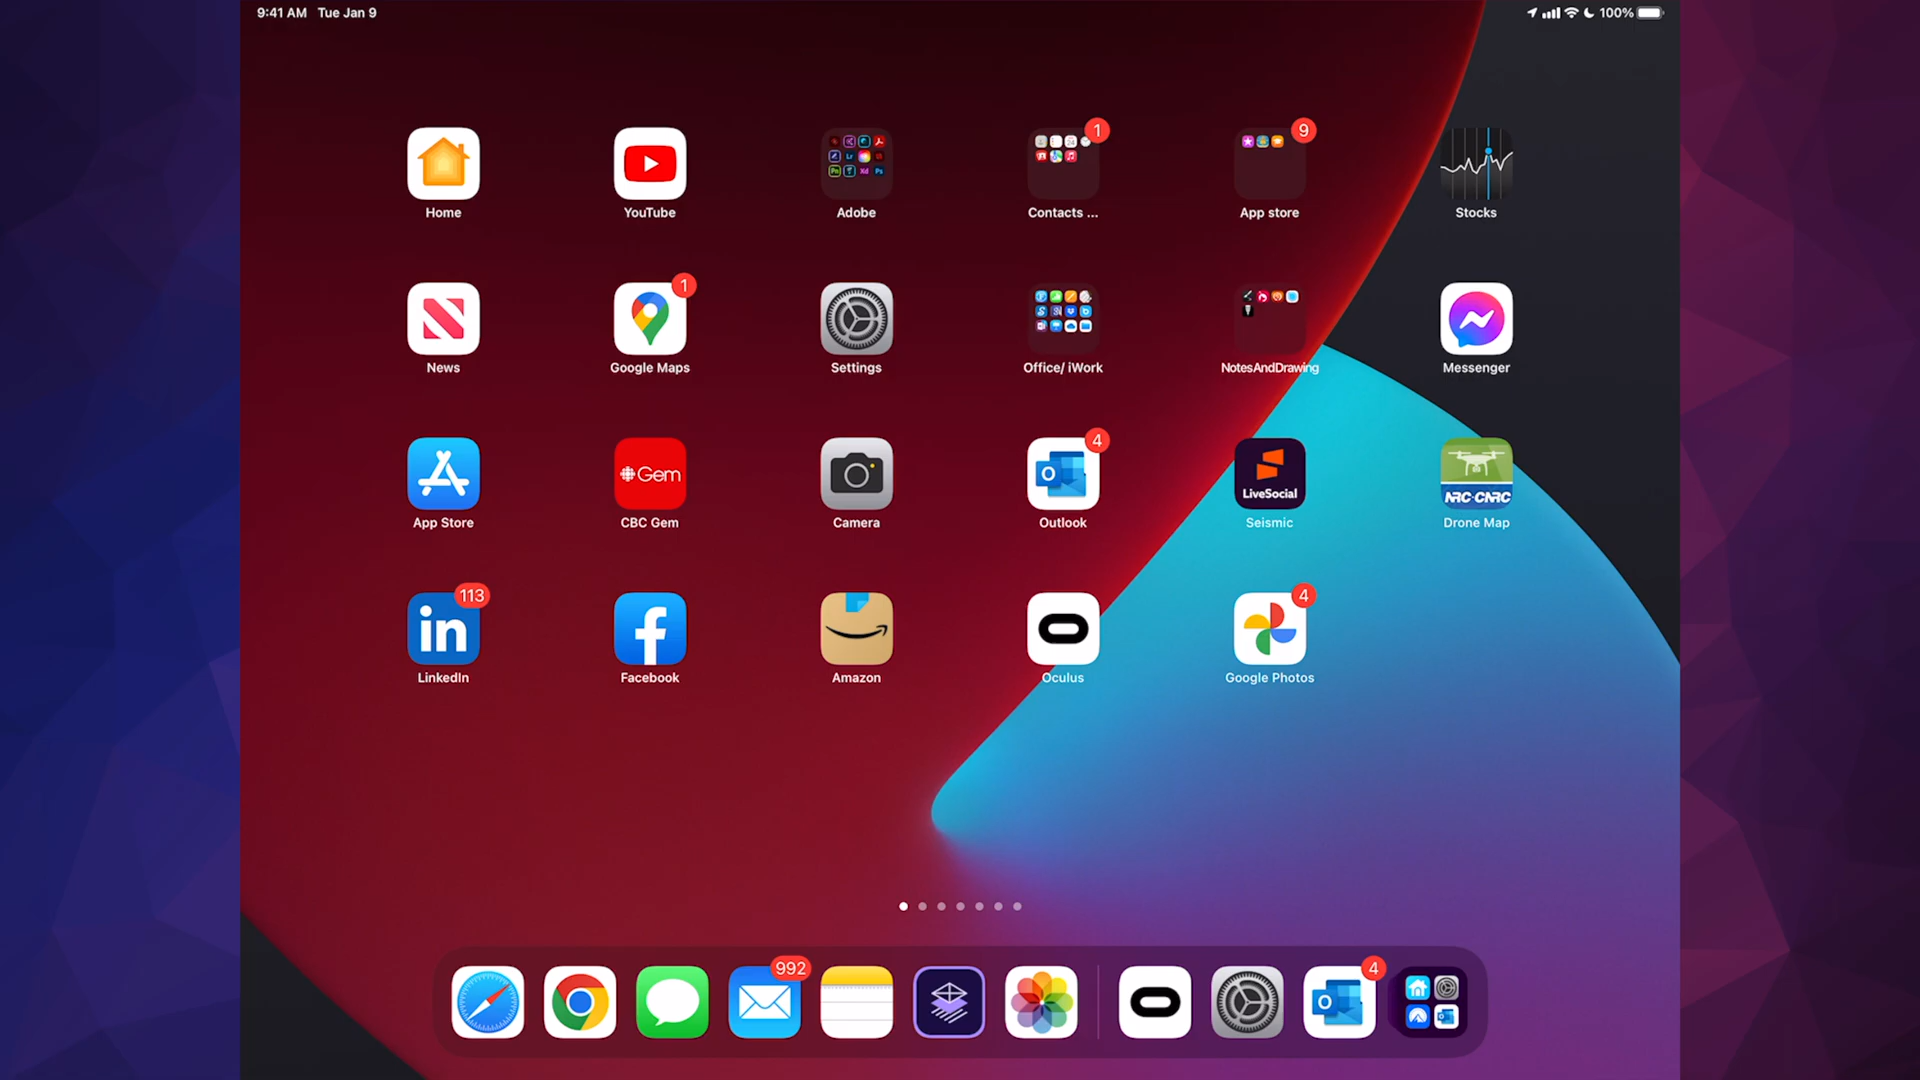 9:41 AM Tue Jan 9
100%
1
9
Home
YouTube
Adobe
Contacts ...
App store
Stocks
1
News
Google Maps
Settings
Office/ iWork
NotesAndDrawing
Messenger
4
Gem
LiveSocial
NRC·CNRC
App Store
CBC Gem
Camera
Outlook
Seismic
Drone Map
113
4
in
LinkedIn
Facebook
Amazon
Oculus
Google Photos
992
4